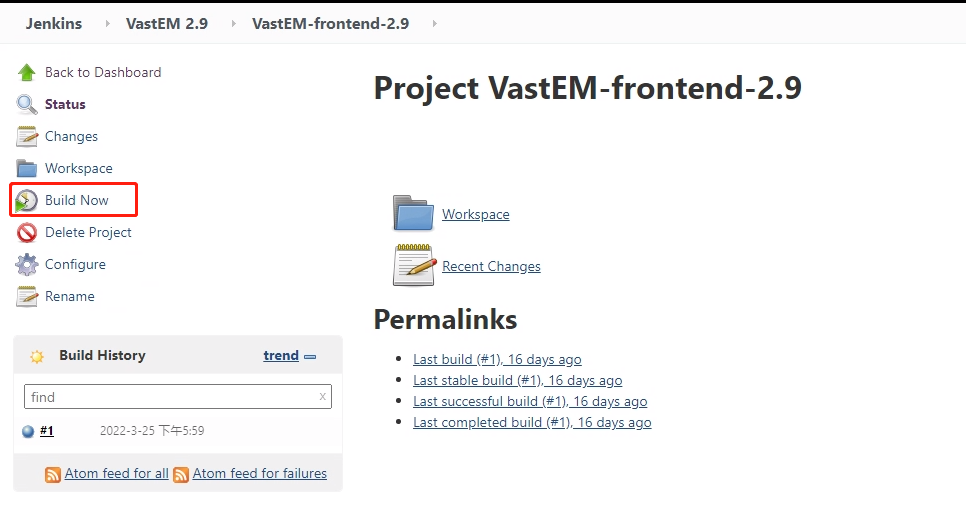 Jenkins VastEM 2.9 VastEM-frontend-2.9
Back to Dashboard
Status
Changes
Workspace
Build Now
Delete Project
Configure
Rename
Build History trend
find x
#1 2022-3-25 下午5:59
Atom feed for all Atom feed for failures
Project VastEM-frontend-2.9
Workspace
Recent Changes
Permalinks
Last build (#1), 16 days ago
Last stable build (#1), 16 days ago
Last successful build (#1), 16 days ago
Last completed build (#1), 16 days ago